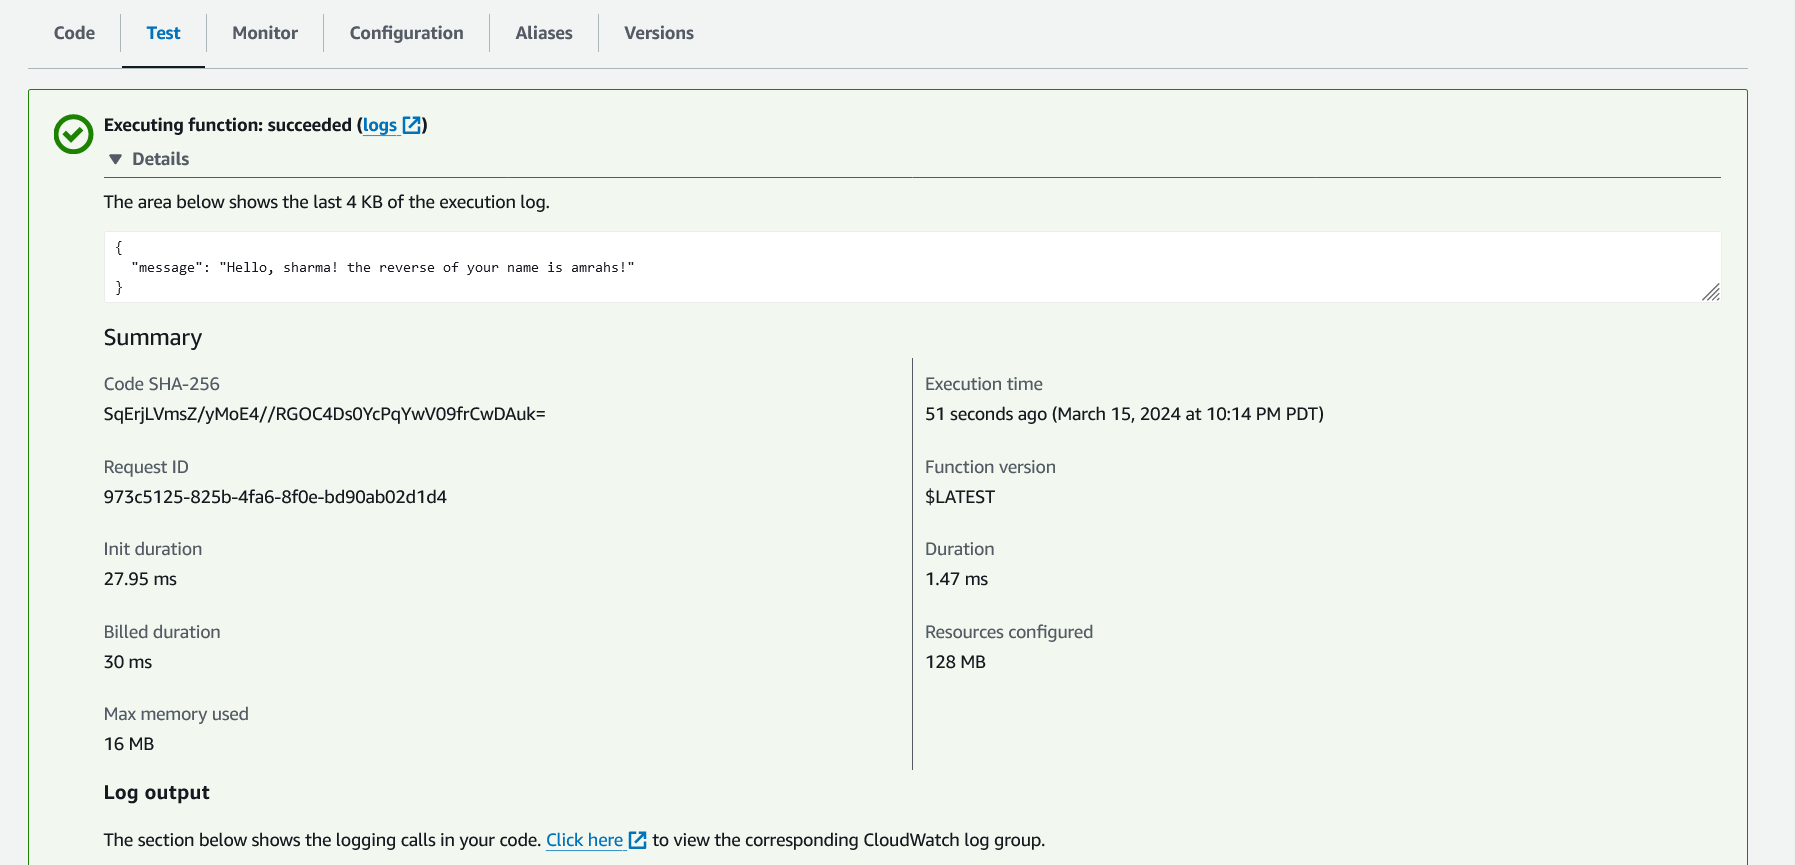 Code Test Monitor Configuration Aliases Versions
Executing function: succeeded (logs)
Details
The area below shows the last 4 KB of the execution log.
{
"message": "Hello, sharma! the reverse of your name is amrahs!"
}
Summary
Code SHA-256
SqErjLVmsZ/yMoE4//RGOC4Ds0YcPqYwV09frCwDAuk=
Request ID
973c5125-825b-4fa6-8f0e-bd90ab02d1d4
Init duration
27.95 ms
Billed duration
30 ms
Max memory used
16 MB
Execution time
51 seconds ago (March 15, 2024 at 10:14 PM PDT)
Function version
$LATEST
Duration
1.47 ms
Resources configured
128 MB
Log output
The section below shows the logging calls in your code. Click here to view the corresponding CloudWatch log group.